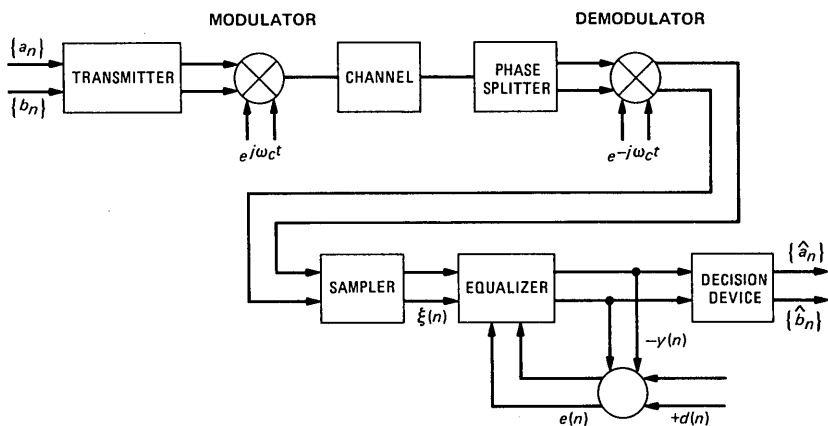 MODULATOR
DEMODULATOR
{aₙ}
{bₙ}
TRANSMITTER
CHANNEL
PHASE
SPLITTER
e^{jω_c t}
e^{-jω_c t}
SAMPLER
ξ(n)
EQUALIZER
DECISION
DEVICE
{âₙ}
{b̂ₙ}
-y(n)
e(n)
+d(n)